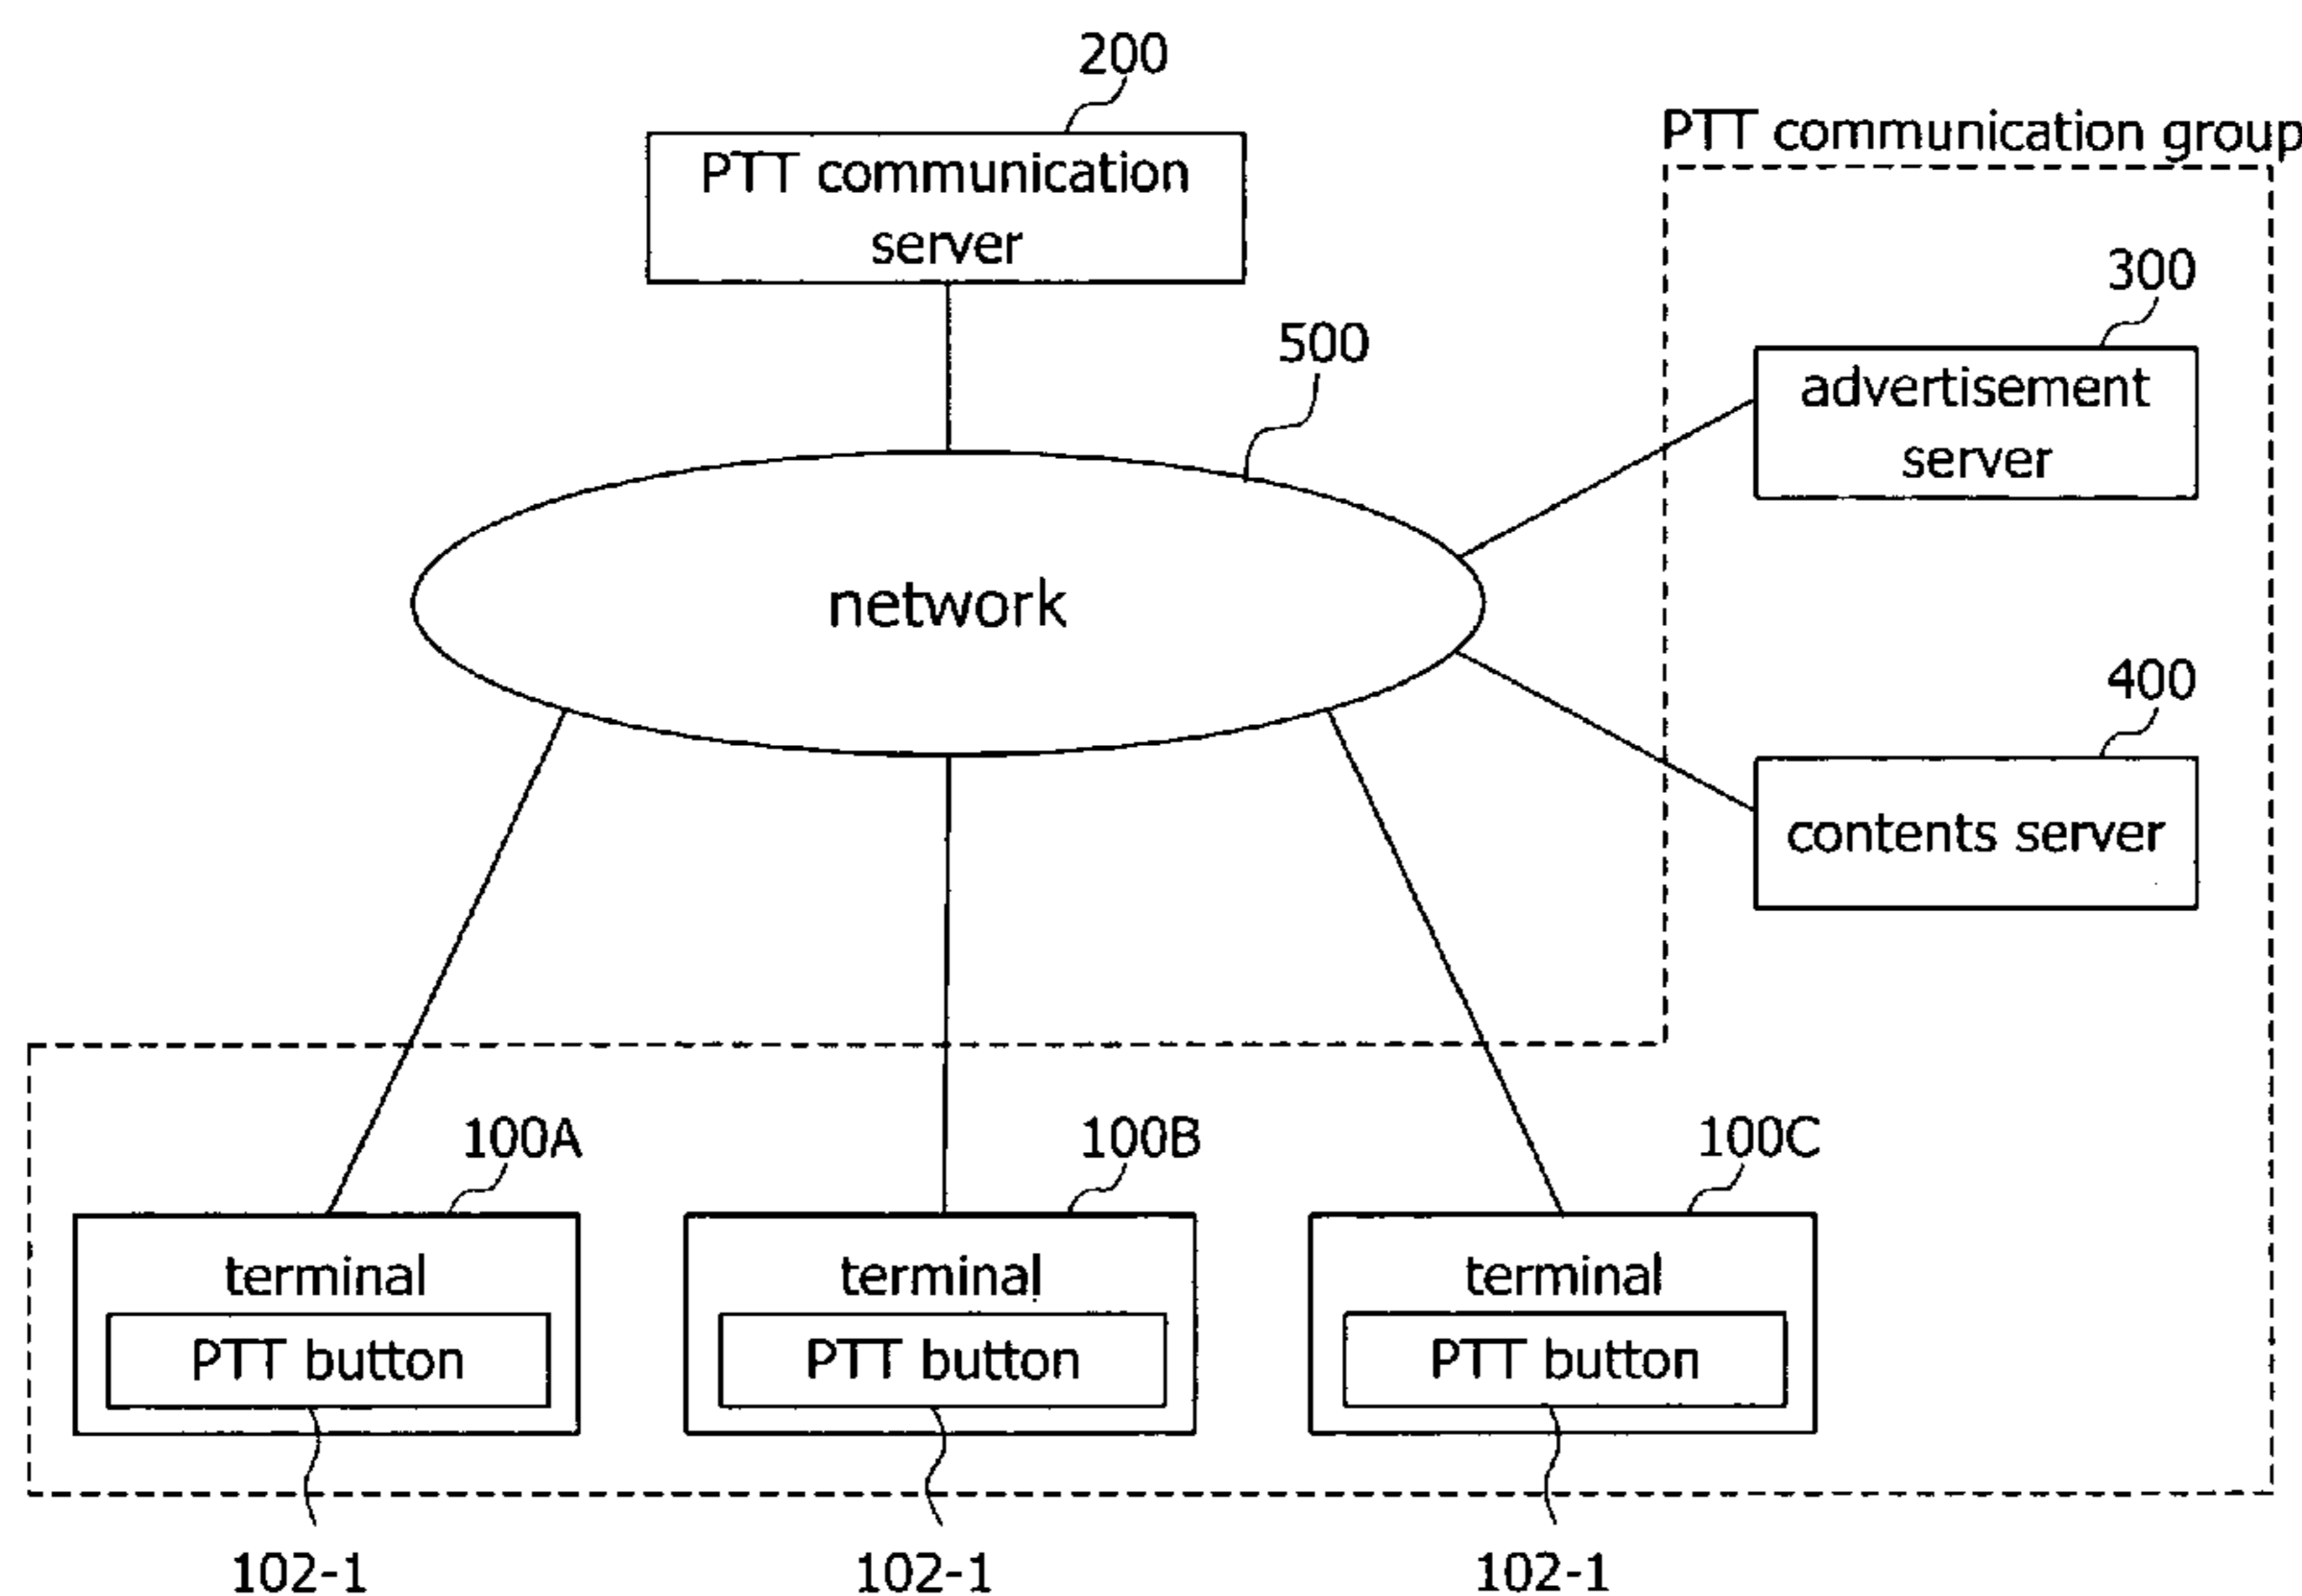 200
PTT communication
server
PTT communication group
300
advertisement
server
500
network
400
contents server
100A
100B
100C
terminal
PTT button
terminal
PTT button
terminal
PTT button
102-1
102-1
102-1